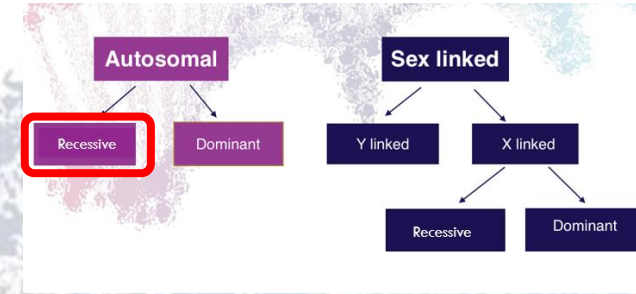 Autosomal
Sex linked
Recessive
Dominant
Y linked
X linked
Recessive
Dominant